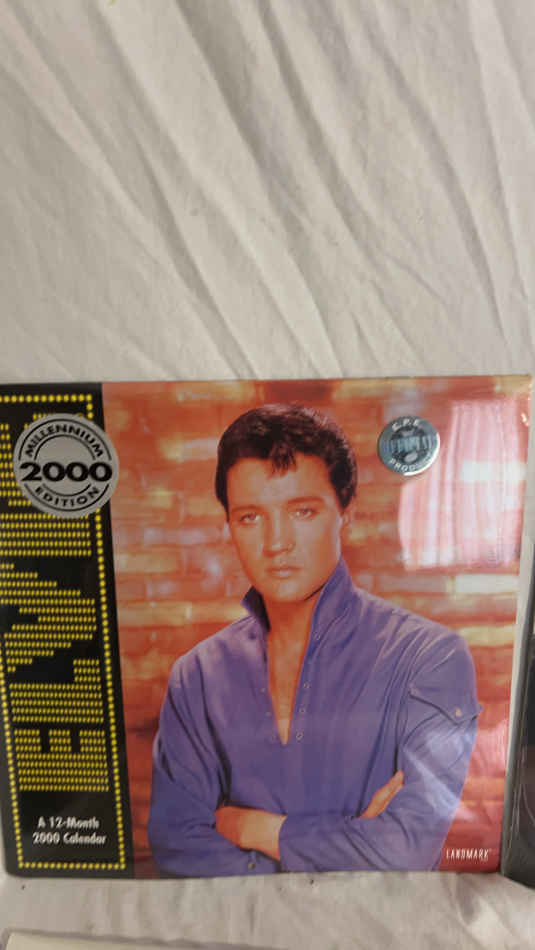 ELVIS
MILLENNIUM
2000
EDITION
A 12-Month
2000 Calendar
E.P.E.
LANDMARK